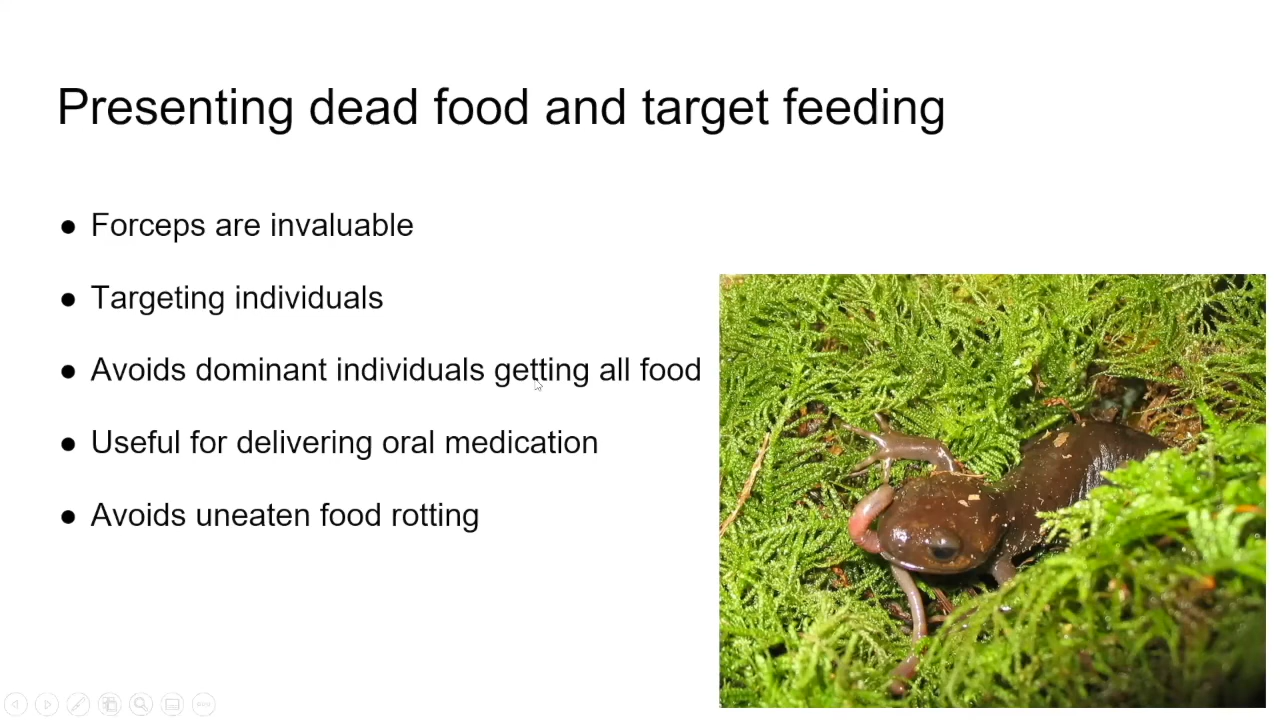 Presenting dead food and target feeding
● Forceps are invaluable
● Targeting individuals
● Avoids dominant individuals getting all food
● Useful for delivering oral medication
● Avoids uneaten food rotting